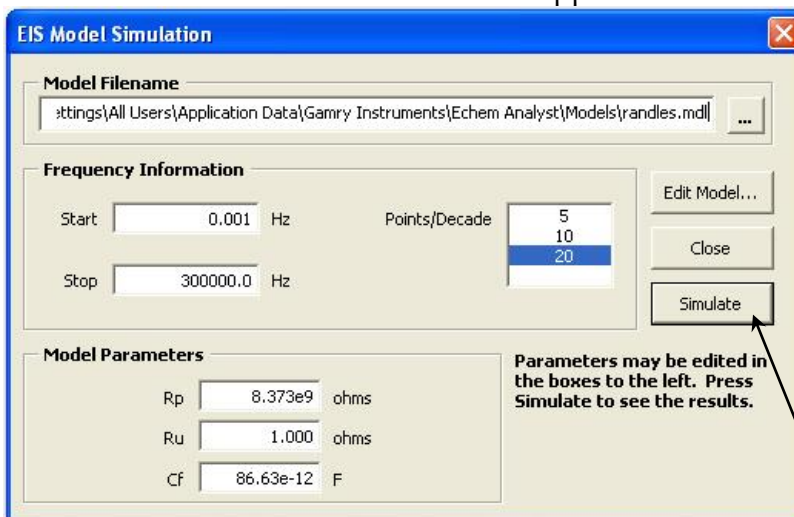 EIS Model Simulation
Model Filename
ettings\All Users\Application Data\Gamry Instruments\Echem Analyst\Models\randles.mdl ...
Frequency Information
Start 0.001 Hz
Points/Decade
5
10
20
Stop 300000.0 Hz
Edit Model...
Close
Simulate
Model Parameters
Rp 8.373e9 ohms
Ru 1.000 ohms
Cf 86.63e-12 F
Parameters may be edited in
the boxes to the left. Press
Simulate to see the results.